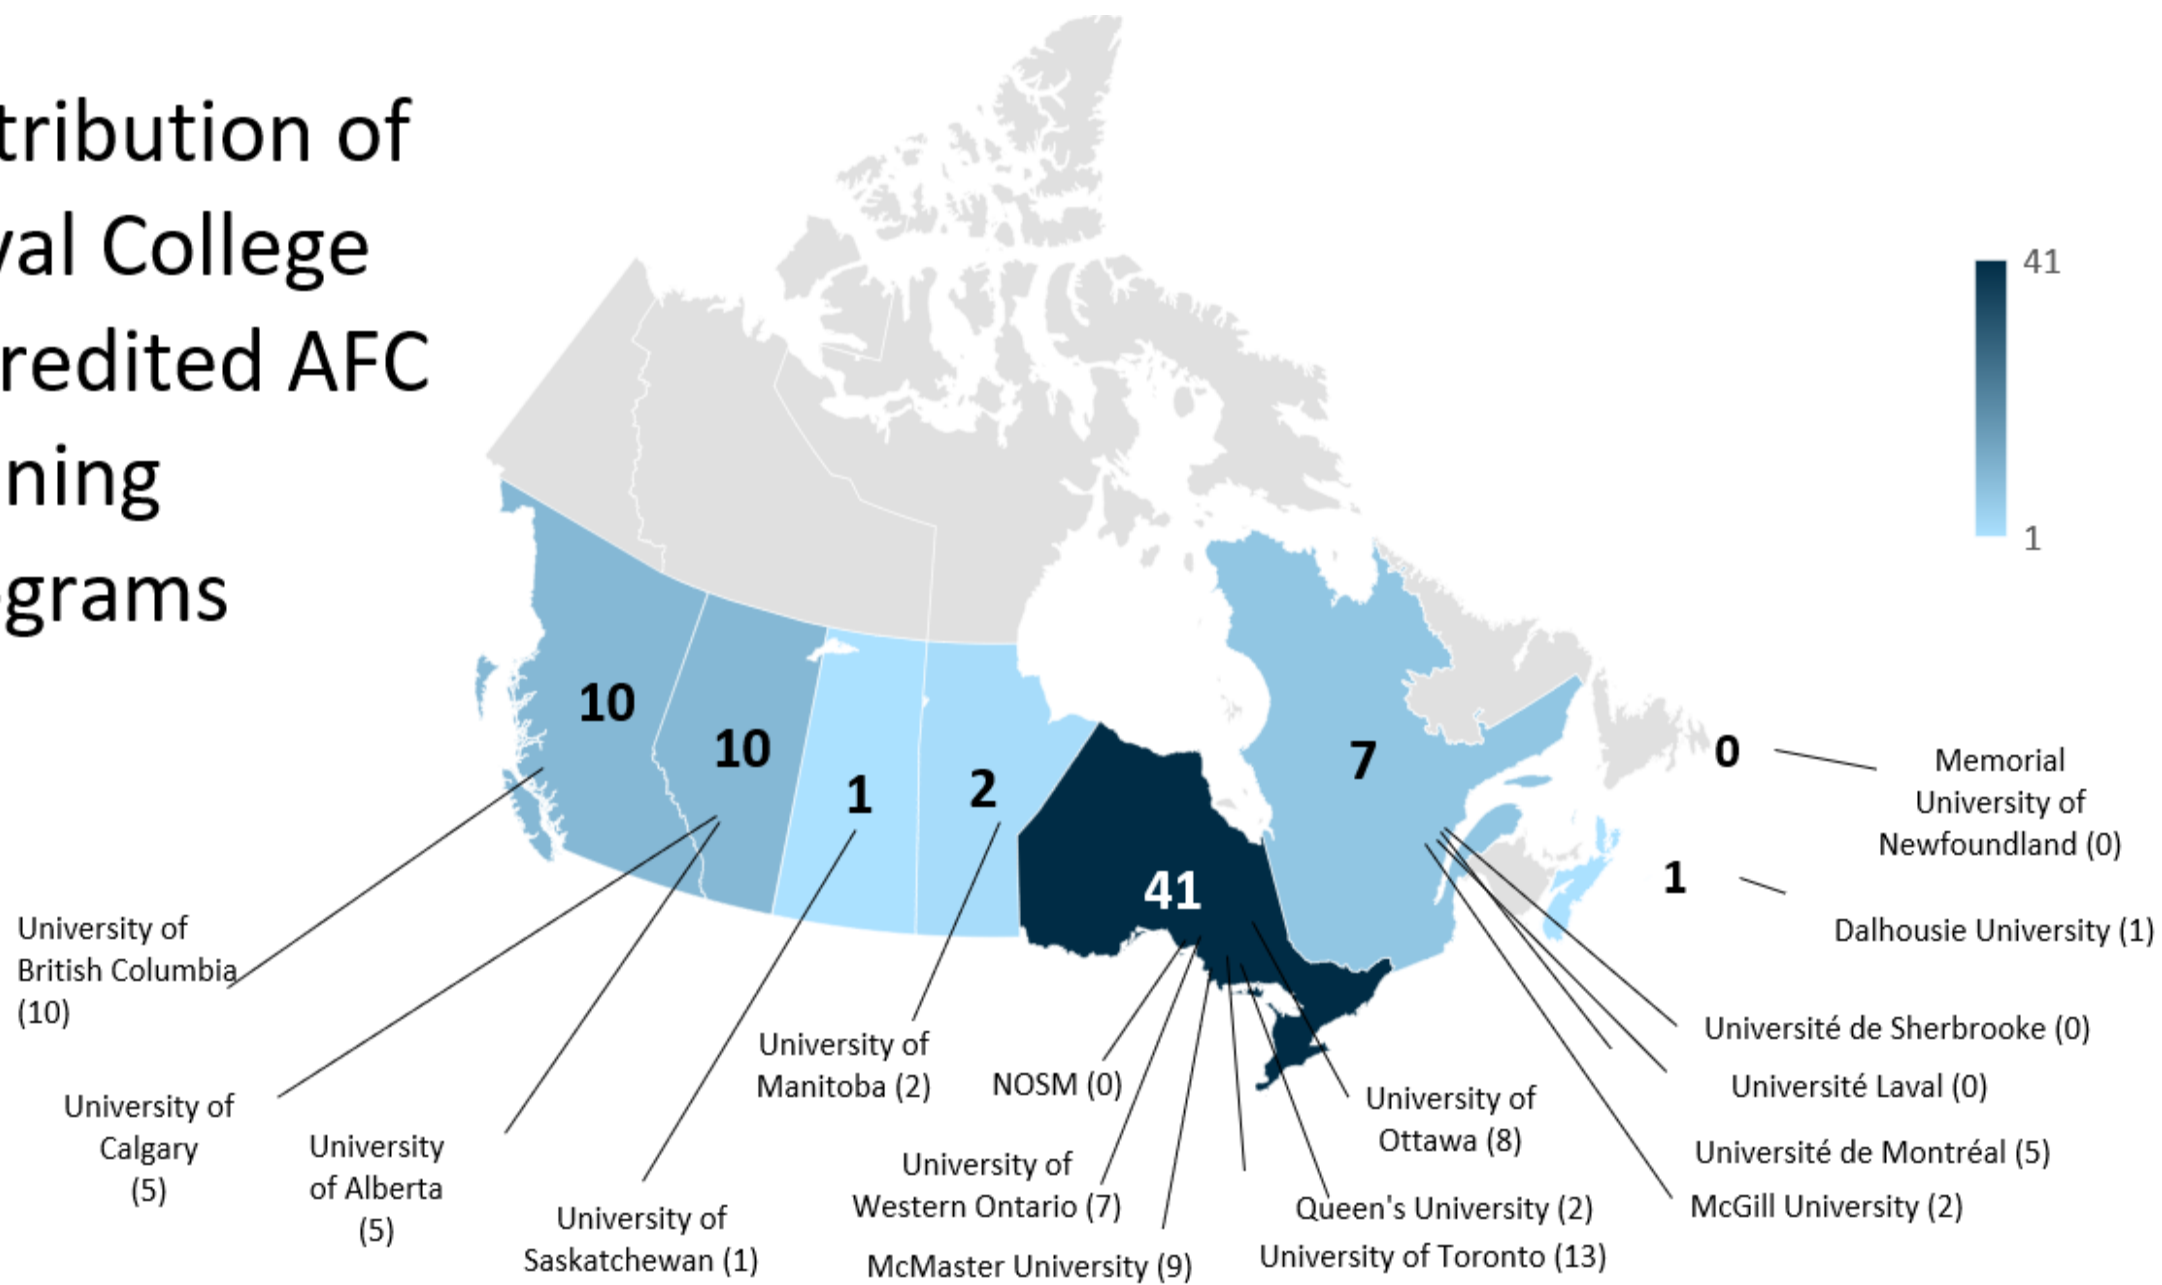 tribution of
yal College
redited AFC
ning
grams
41
1
10
10
1
2
41
7
0
1
Memorial
University of
Newfoundland (0)
Dalhousie University (1)
University of
British Columbia
(10)
University of
Calgary
(5)
University
of Alberta
(5)
University of
Saskatchewan (1)
University of
Manitoba (2)
NOSM (0)
University of
Western Ontario (7)
McMaster University (9)
University of
Ottawa (8)
Queen's University (2)
University of Toronto (13)
Université de Sherbrooke (0)
Université Laval (0)
Université de Montréal (5)
McGill University (2)